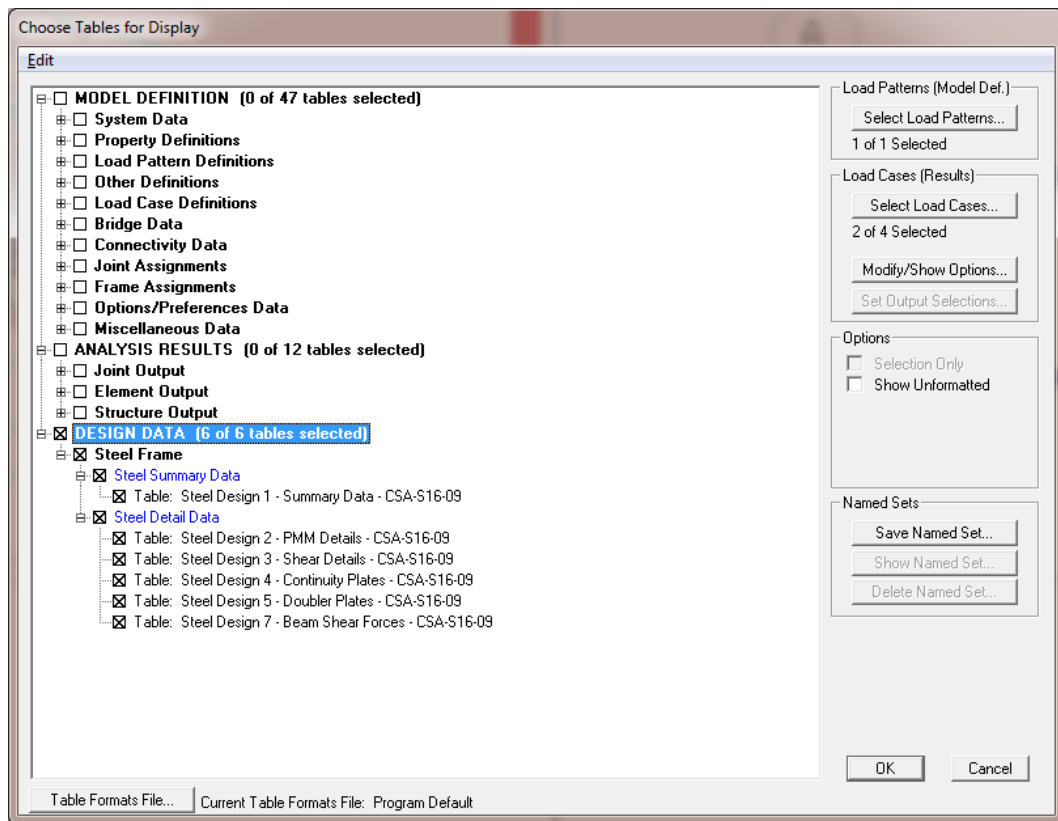 Choose Tables for Display
Edit
MODEL DEFINITION (0 of 47 tables selected)
System Data
Property Definitions
Load Pattern Definitions
Other Definitions
Load Case Definitions
Bridge Data
Connectivity Data
Joint Assignments
Frame Assignments
Options/Preferences Data
Miscellaneous Data
ANALYSIS RESULTS (0 of 12 tables selected)
Joint Output
Element Output
Structure Output
DESIGN DATA (6 of 6 tables selected)
Steel Frame
Steel Summary Data
Table: Steel Design 1 - Summary Data - CSA-S16-09
Steel Detail Data
Table: Steel Design 2 - PMM Details - CSA-S16-09
Table: Steel Design 3 - Shear Details - CSA-S16-09
Table: Steel Design 4 - Continuity Plates - CSA-S16-09
Table: Steel Design 5 - Doubler Plates - CSA-S16-09
Table: Steel Design 7 - Beam Shear Forces - CSA-S16-09
Load Patterns (Model Def.)
Select Load Patterns...
1 of 1 Selected
Load Cases (Results)
Select Load Cases...
2 of 4 Selected
Modify/Show Options...
Set Output Selections...
Options
Selection Only
Show Unformatted
Named Sets
Save Named Set...
Show Named Set...
Delete Named Set...
OK
Cancel
Table Formats File...
Current Table Formats File: Program Default